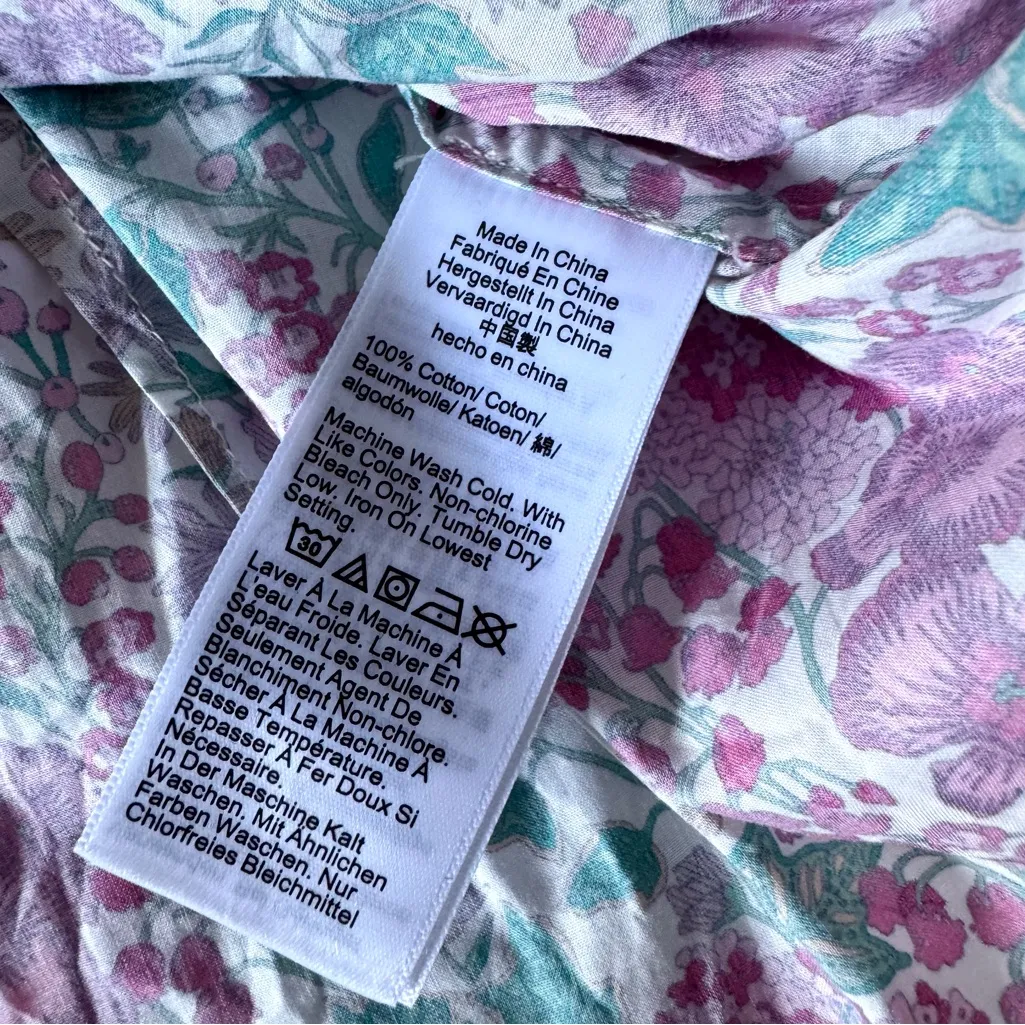 Made In China
Fabriqué En Chine
Hergestellt In China
Vervaardigd In China
中国製
hecho en china
100% Cotton/ Coton/
Baumwolle/ Katoen/ 綿/
algodón
Machine Wash Cold. With
Like Colors, Non-chlorine
Bleach Only. Tumble Dry
Low. Iron On Lowest
Setting.
30
Laver À La Machine À
L'eau Froide. Laver En
Séparant Les Couleurs.
Seulement Agent De
Blanchiment Non-chlore.
Sécher À La Machine À
Basse Température.
Repasser À Fer Doux Si
Nécessaire.
In Der Maschine Kalt
Waschen, Mit Ähnlichen
Farben Waschen. Nur
Chlorfreies Bleichmittel